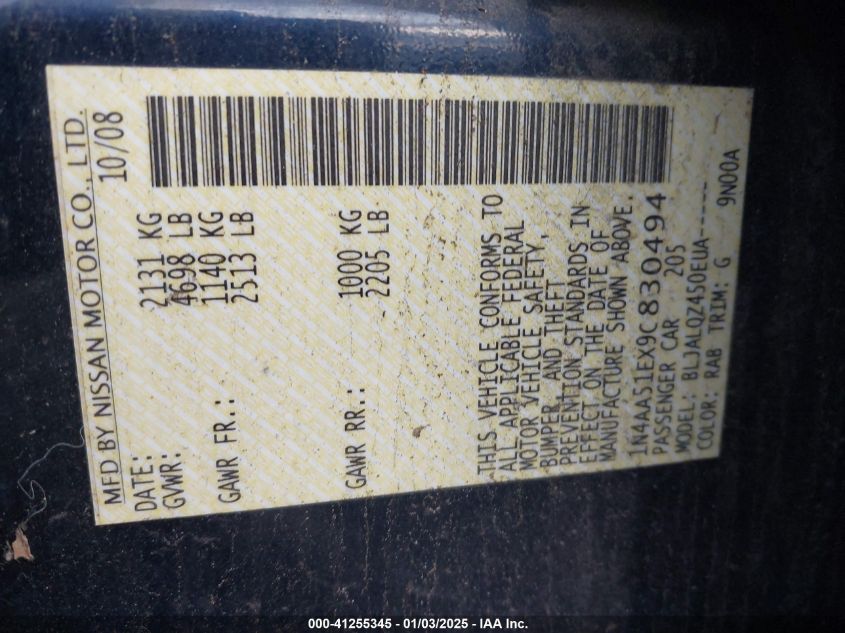 MFD BY NISSAN MOTOR CO., LTD.
DATE: 10/08
GVWR: 2131 KG
4698 LB
GAWR FR.: 1140 KG
2513 LB
GAWR RR.: 1000 KG
2205 LB
THIS VEHICLE CONFORMS TO
ALL APPLICABLE FEDERAL
MOTOR VEHICLE SAFETY,
BUMPER, AND THEFT
PREVENTION STANDARDS IN
EFFECT ON THE DATE OF
MANUFACTURE SHOWN ABOVE.
1N4AA51EX9C830494
PASSENGER CAR 205
MODEL: BLJALQZ450EUA-----
COLOR: RAB TRIM: G 9N00A
000-41255345 - 01/03/2025 - IAA Inc.